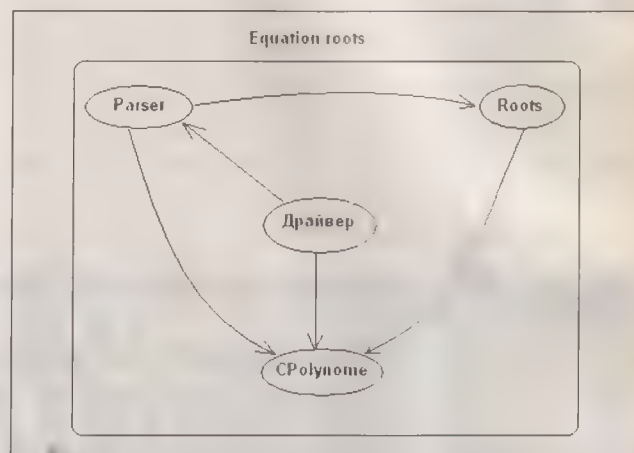 Equation roots
Parser
Roots
Драйвер
CPolynome